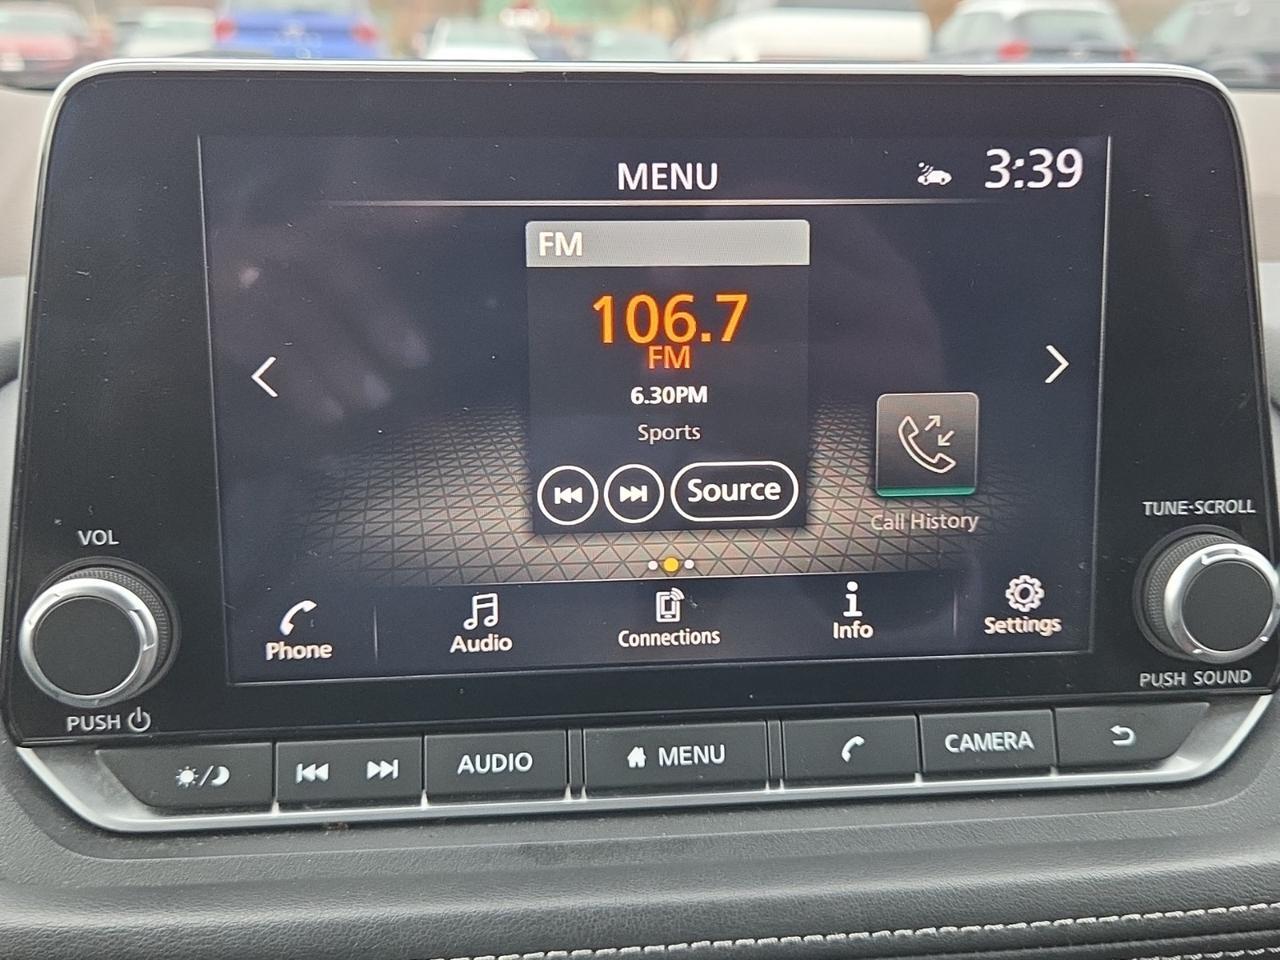 MENU
3:39
FM
106.7
FM
6.30PM
Sports
Source
Call History
Phone
Audio
Connections
Info
Settings
VOL
PUSH
TUNE·SCROLL
PUSH SOUND
AUDIO
MENU
CAMERA